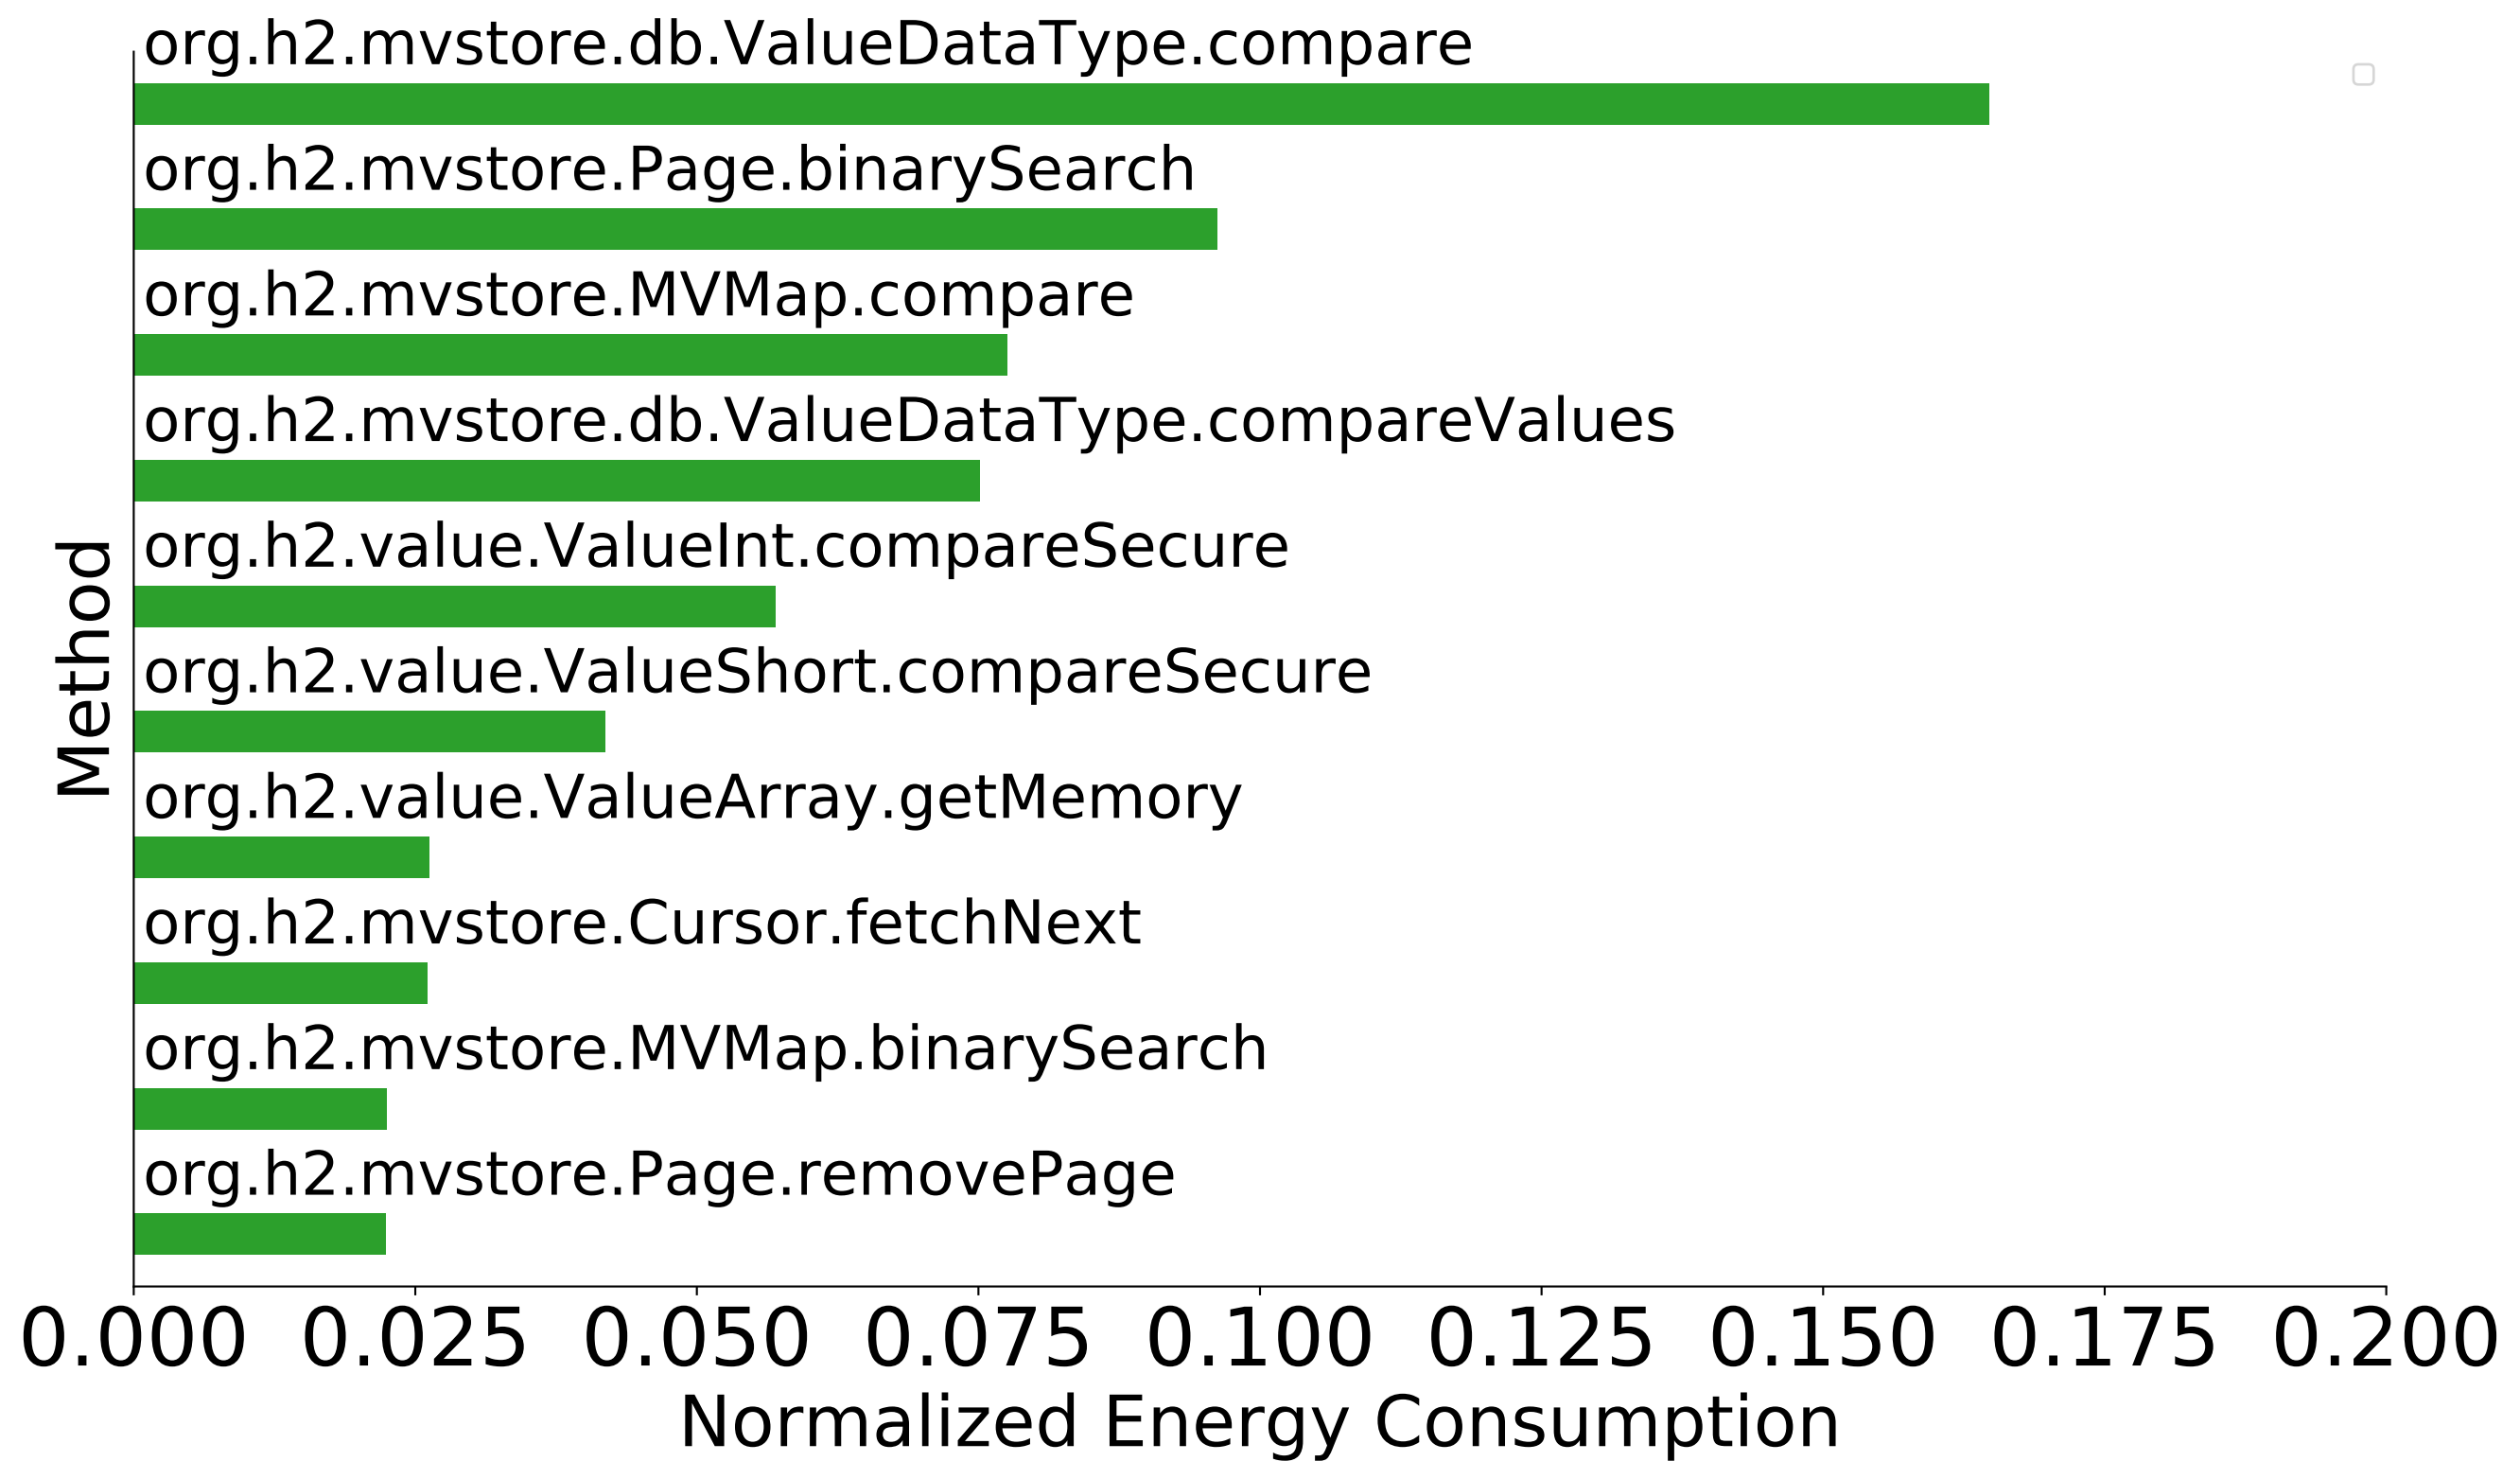 org.h2.mvstore.db.ValueDataType.compare
org.h2.mvstore.Page.binarySearch
org.h2.mvstore.MVMap.compare
org.h2.mvstore.db.ValueDataType.compareValues
org.h2.value.ValueInt.compareSecure
org.h2.value.ValueShort.compareSecure
org.h2.value.ValueArray.getMemory
org.h2.mvstore.Cursor.fetchNext
org.h2.mvstore.MVMap.binarySearch
org.h2.mvstore.Page.removePage
Method
0.000 0.025 0.050 0.075 0.100 0.125 0.150 0.175 0.200
Normalized Energy Consumption